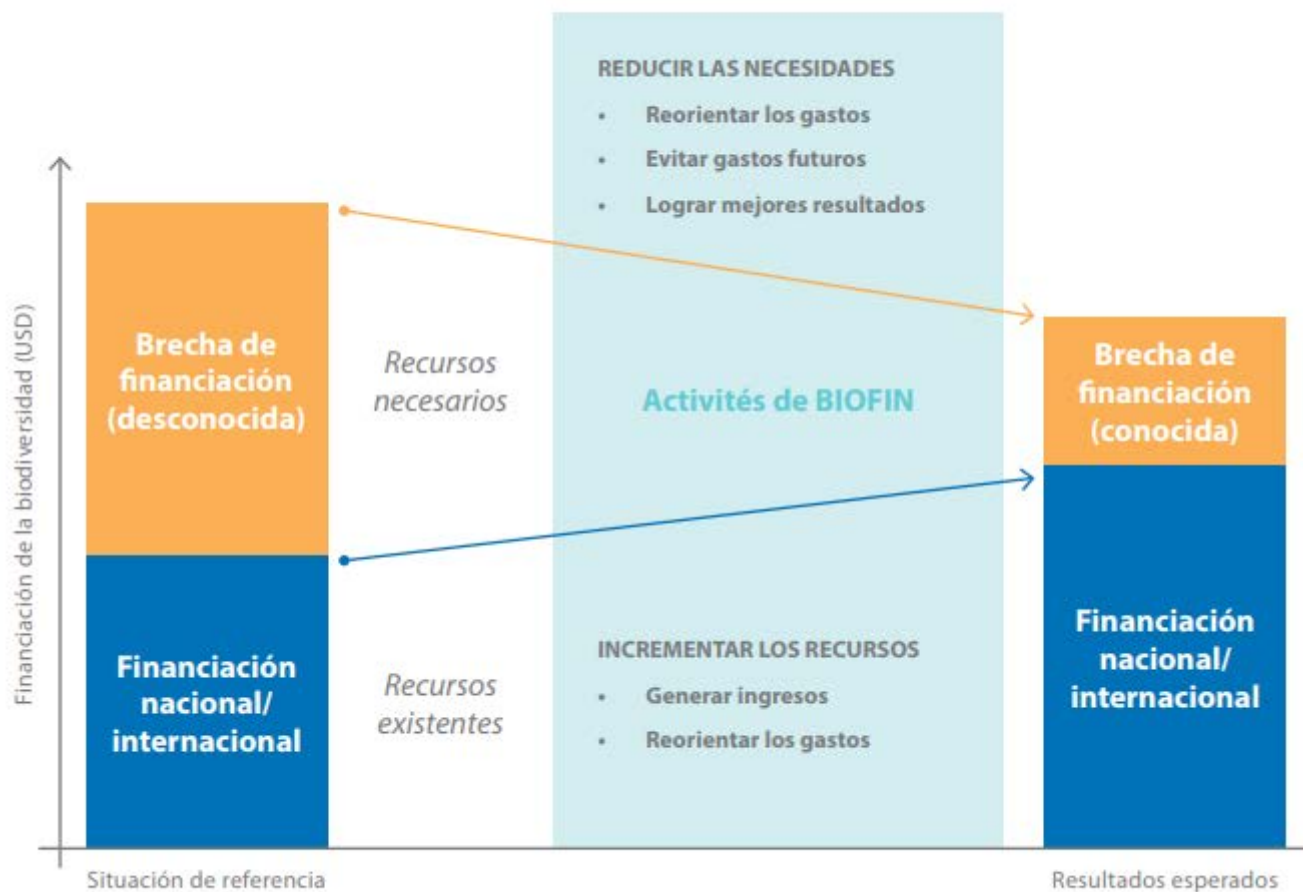 REDUCIR LAS NECESIDADES
• Reorientar los gastos
• Evitar gastos futuros
• Lograr mejores resultados
Financiación de la biodiversidad (USD)
Brecha de
financiación
(desconocida)
Recursos
necesarios
Activités de BIOFIN
Brecha de
financiación
(conocida)
Financiación
nacional/
internacional
Recursos
existentes
INCREMENTAR LOS RECURSOS
• Generar ingresos
• Reorientar los gastos
Financiación
nacional/
internacional
Situación de referencia
Resultados esperados